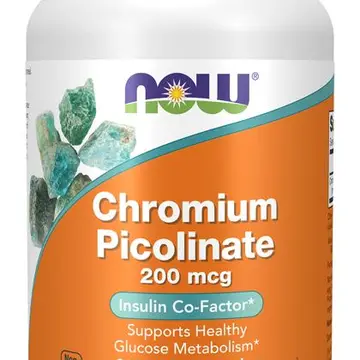 NOW®
Chromium
Picolinate
200 mcg
Insulin Co-Factor*
Supports Healthy
Glucose Metabolism*